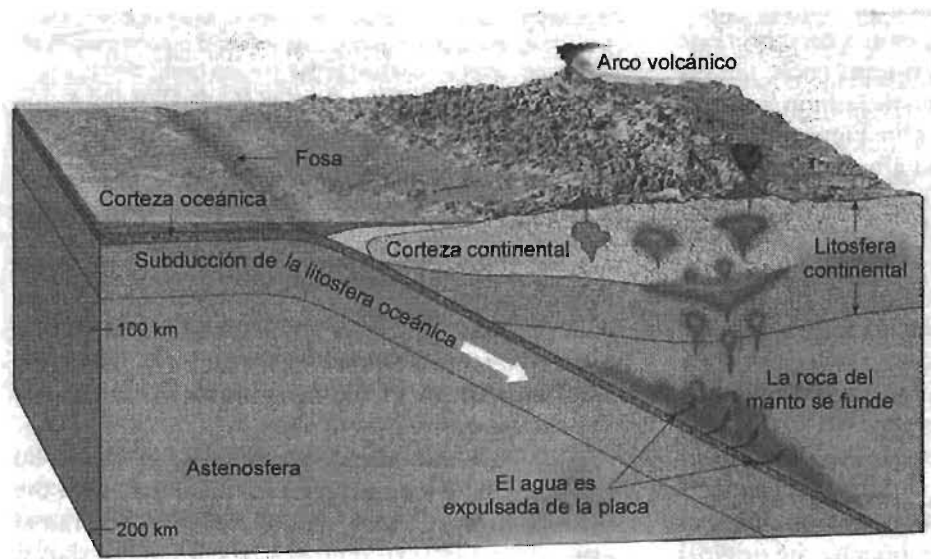 Arco volcánico
Fosa
Corteza oceánica
Corteza continental
Litosfera
continental
Subducción de la litosfera oceánica
100 km
La roca del
manto se funde
Astenosfera
El agua es
expulsada de la placa
200 km